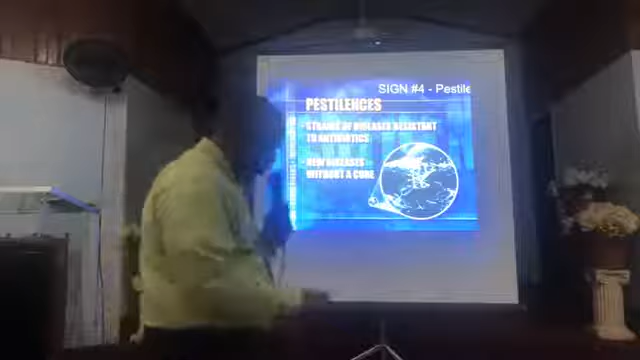 SIGN #4 - Pestile
PESTILENCES
- STRAINS OF DISEASES RESISTANT
TO ANTIBIOTICS
- NEW DISEASES
WITHOUT A CURE